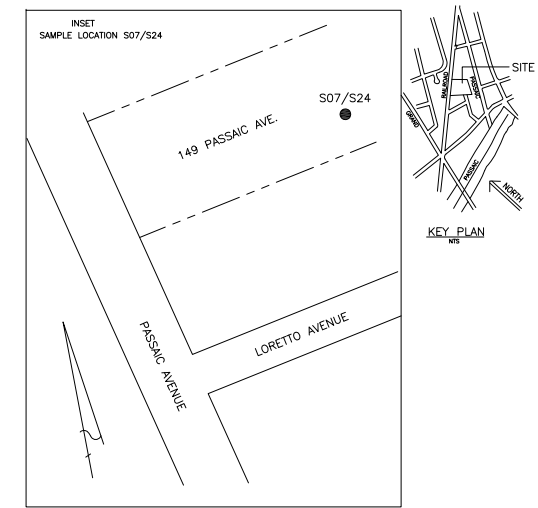 INSET
SAMPLE LOCATION S07/S24
S07/S24
149 PASSAIC AVE.
PASSAIC AVENUE
LORETTO AVENUE
SITE
RAILROAD
PASSAIC
GRAND
PASSAIC
NORTH
KEY PLAN
NTS